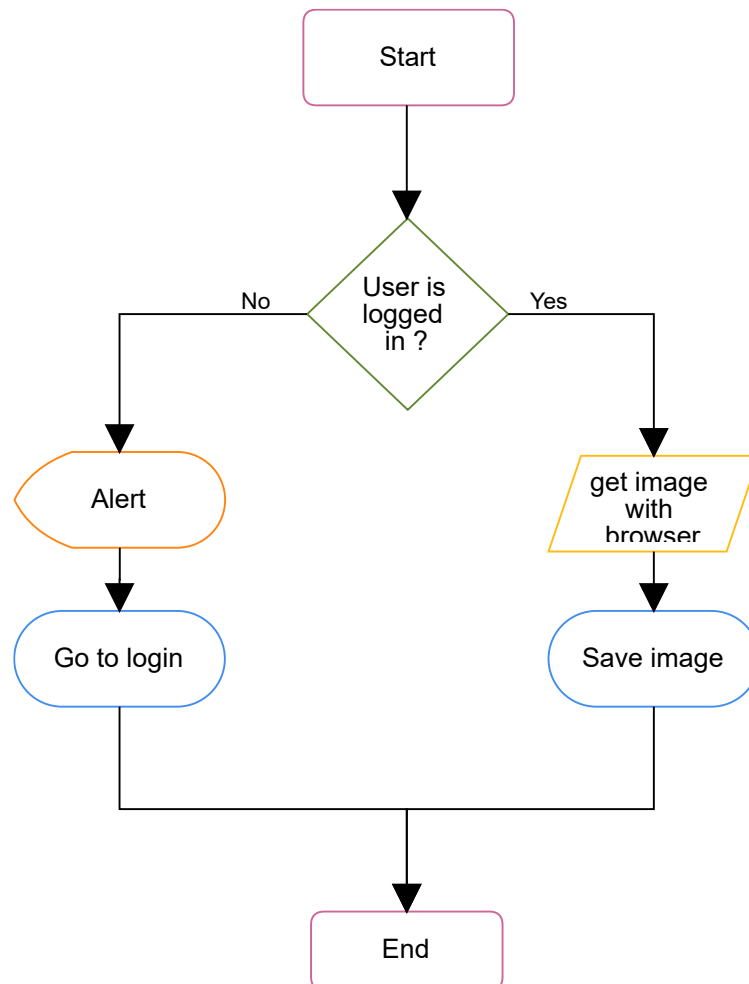 Start
User is
logged
in ?
No
Yes
Alert
get image
with
browser
Go to login
Save image
End